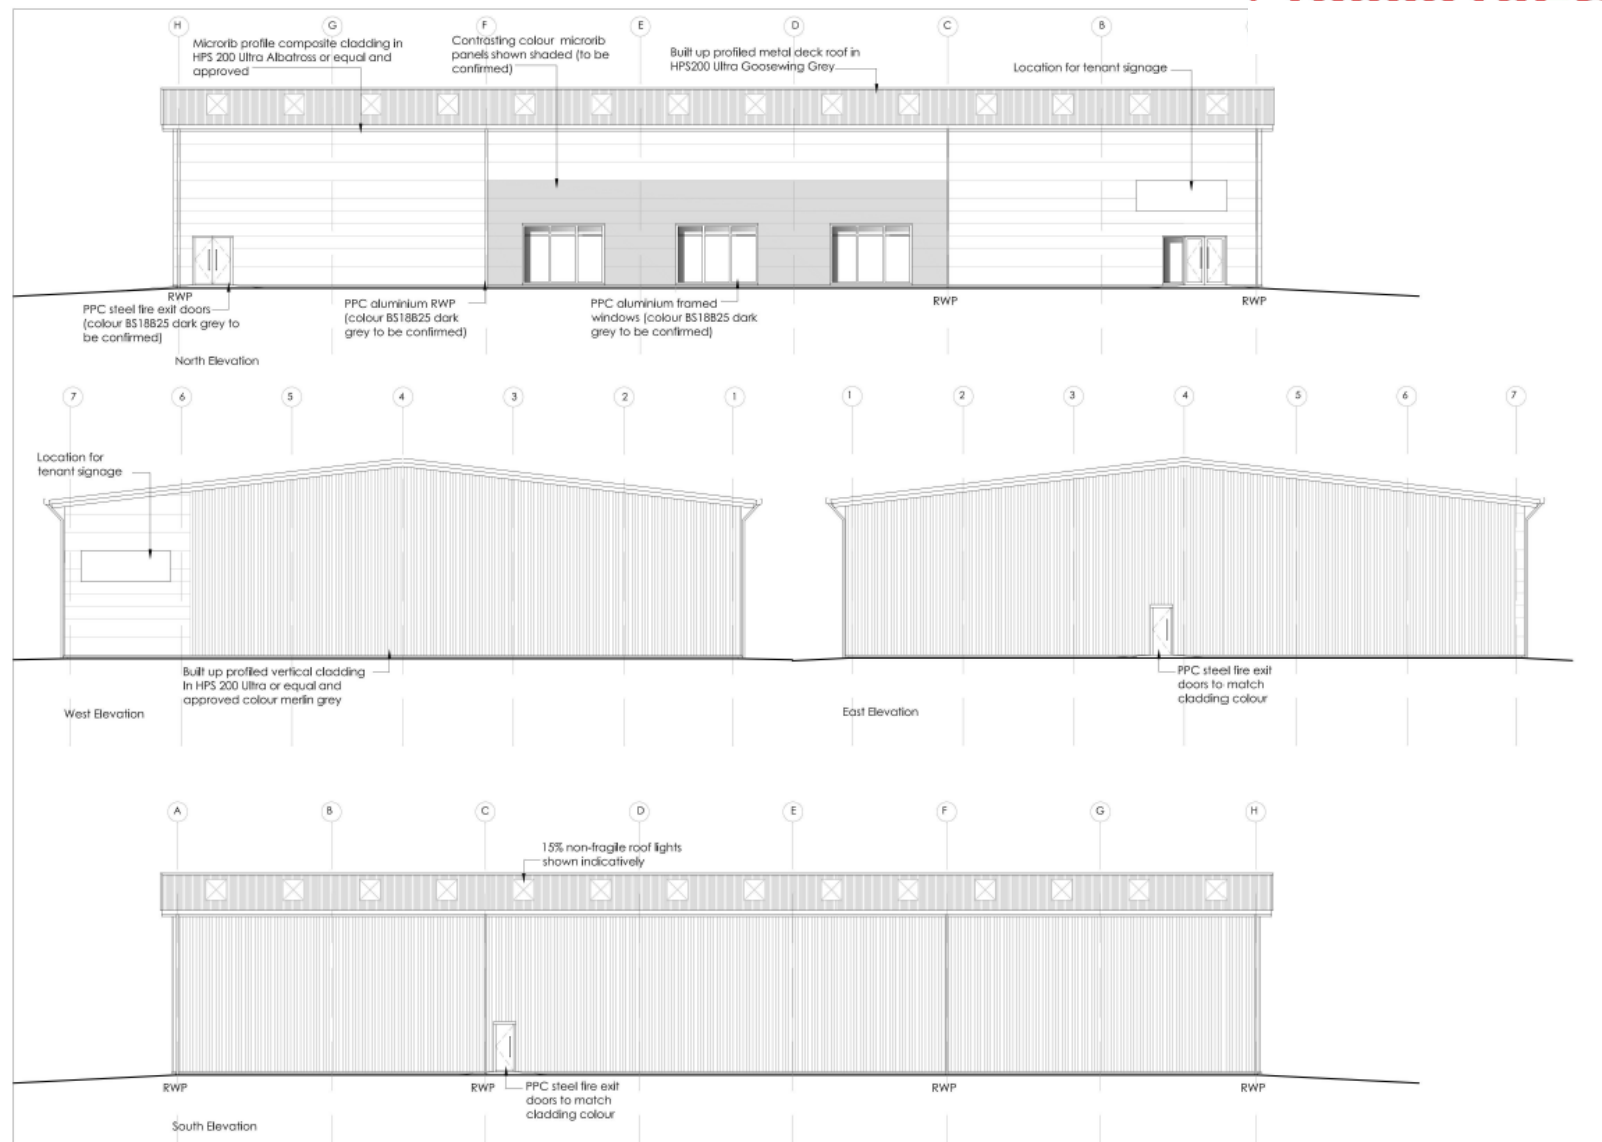 H
G
F
E
D
C
B
Microrib profile composite cladding in
HPS 200 Ultra Albatross or equal and
approved
Contrasting colour microrib
panels shown shaded (to be
confirmed)
Built up profiled metal deck roof in
HPS200 Ultra Goosewing Grey
Location for tenant signage
RWP
RWP
RWP
PPC steel fire exit doors
(colour BS18B25 dark grey to
be confirmed)
PPC aluminium RWP
(colour BS18B25 dark
grey to be confirmed)
PPC aluminium framed
windows (colour BS18B25 dark
grey to be confirmed)
North Elevation
7
6
5
4
3
2
1
Location for
tenant signage
Built up profiled vertical cladding
In HPS 200 Ultra or equal and
approved colour merlin grey
West Elevation
1
2
3
4
5
6
7
PPC steel fire exit
doors to match
cladding colour
East Elevation
A
B
C
D
E
F
G
H
15% non-fragile roof lights
shown indicatively
RWP
RWP
RWP
RWP
PPC steel fire exit
doors to match
cladding colour
South Elevation